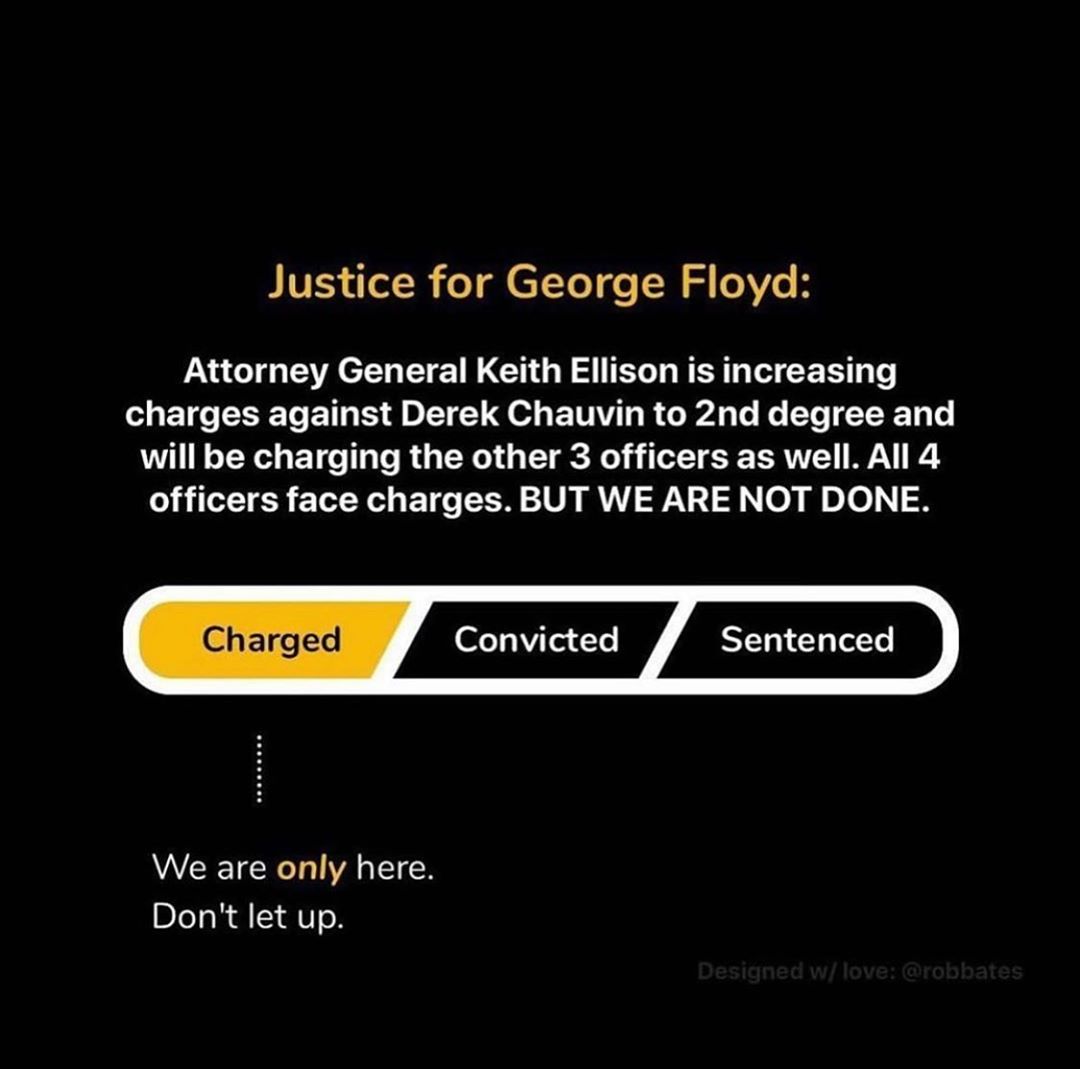 Justice for George Floyd:
Attorney General Keith Ellison is increasing
charges against Derek Chauvin to 2nd degree and
will be charging the other 3 officers as well. All 4
officers face charges. BUT WE ARE NOT DONE.
Charged Convicted Sentenced
We are only here.
Don't let up.
Designed w/ love: @robbates